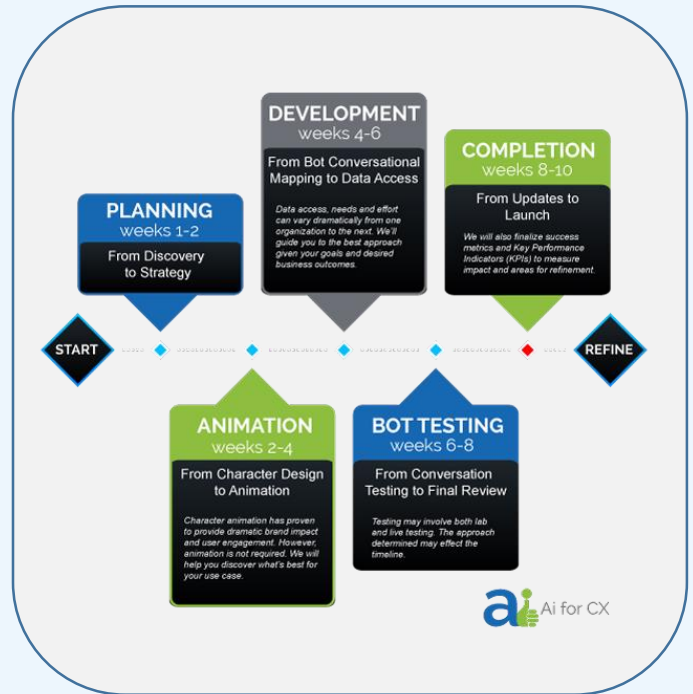 DEVELOPMENT
weeks 4-6
From Bot Conversational
Mapping to Data Access
Data access, needs and effort
can vary dramatically from one
organization to the next. We'll
guide you to the best approach
given your goals and desired
business outcomes.
COMPLETION
weeks 8-10
From Updates to
Launch
We will also finalize success
metrics and Key Performance
Indicators (KPIs) to measure
impact and areas for refinement.
PLANNING
weeks 1-2
From Discovery
to Strategy
START
REFINE
ANIMATION
weeks 2-4
From Character Design
to Animation
Character animation has proven
to provide dramatic brand impact
and user engagement. However,
animation is not required. We will
help you discover what's best for
your use case.
BOT TESTING
weeks 6-8
From Conversation
Testing to Final Review
Testing may involve both lab
and live testing. The approach
determined may effect the
timeline.
ai Ai for CX